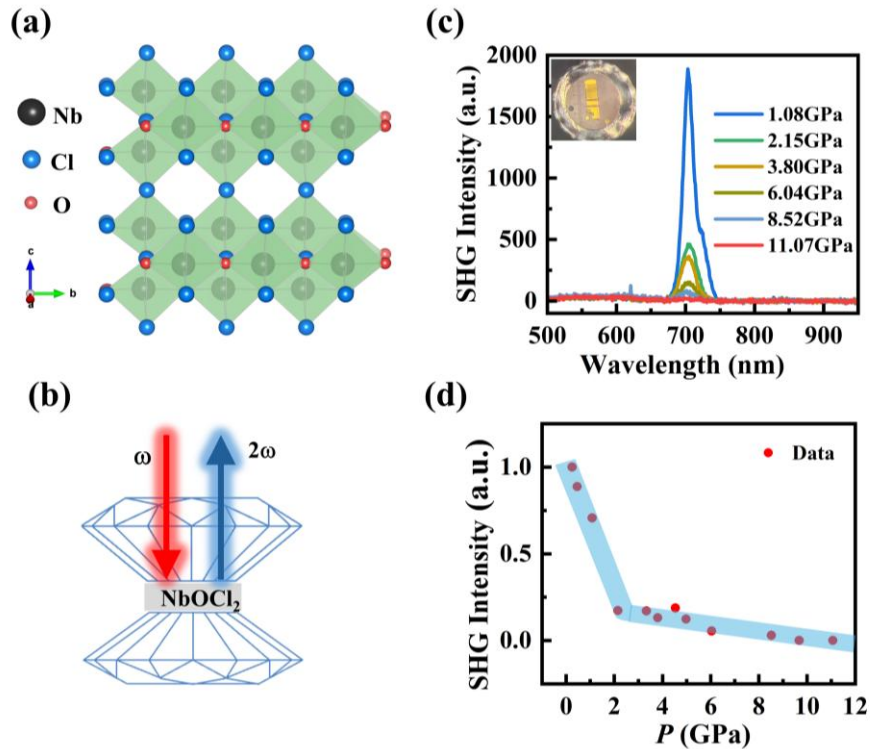 (a)
Nb
Cl
O
c
b
a
(b)
ω
2ω
NbOCl₂
(c)
SHG Intensity (a.u.)
2000
1500
1000
500
0
1.08GPa
2.15GPa
3.80GPa
6.04GPa
8.52GPa
11.07GPa
500 600 700 800 900
Wavelength (nm)
(d)
SHG Intensity (a.u.)
1.0
0.5
0.0
Data
0 2 4 6 8 10 12
P (GPa)